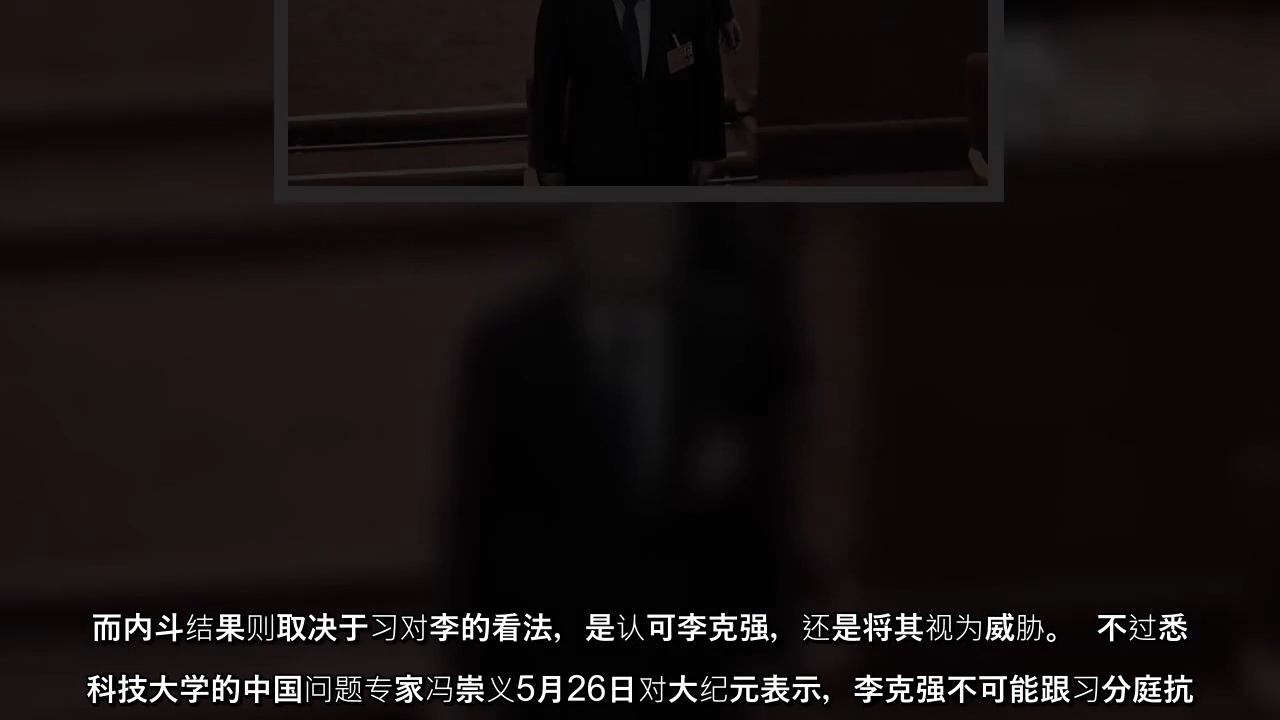 而内斗结果则取决于习对李的看法，是认可李克强，还是将其视为威胁。 不过悉
科技大学的中国问题专家冯崇义5月26日对大纪元表示，李克强不可能跟习分庭抗